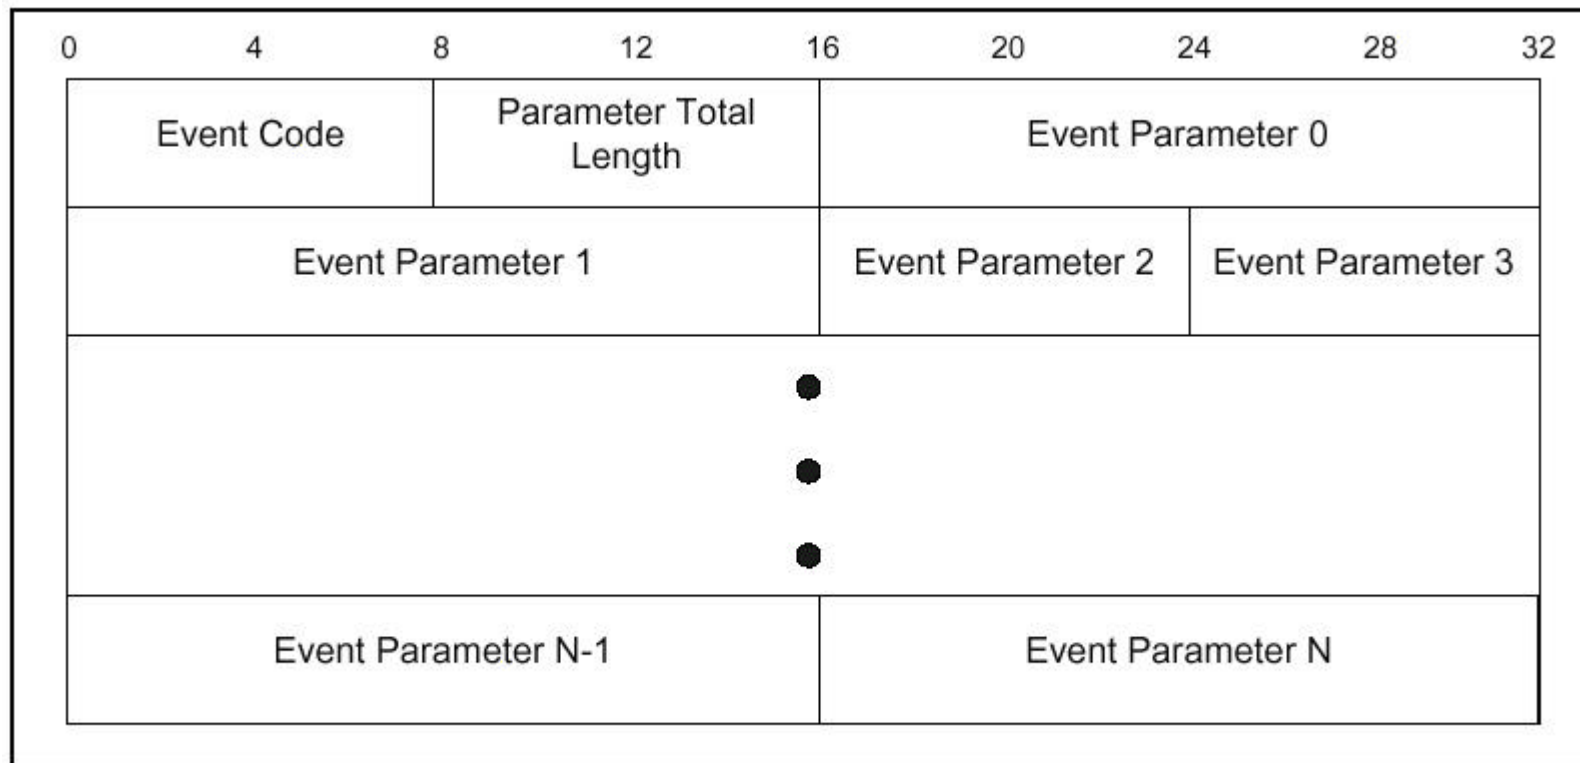 0 4 8 12 16 20 24 28 32
Event Code
Parameter Total
Length
Event Parameter 0
Event Parameter 1
Event Parameter 2
Event Parameter 3
Event Parameter N-1
Event Parameter N